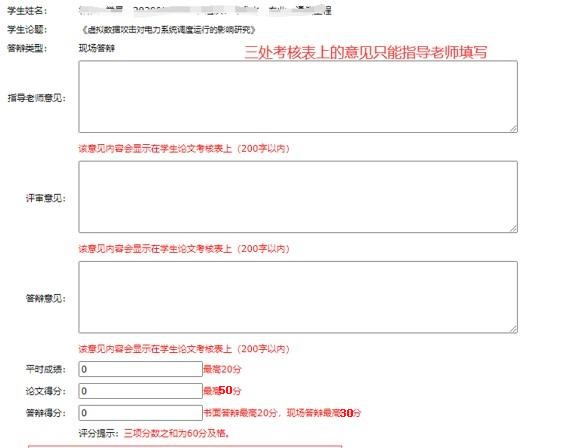 学生姓名：
学生论题： 《虚拟数据攻击对电力系统调度运行的影响研究》
答辩类型： 现场答辩
三处考核表上的意见只能指导老师填写
指导老师意见：
该意见内容会显示在学生论文考核表上（200字以内）
评审意见：
该意见内容会显示在学生论文考核表上（200字以内）
答辩意见：
该意见内容会显示在学生论文考核表上（200字以内）
平时成绩： 0 最高20分
论文得分： 0 最高50分
答辩得分： 0 书面答辩最高20分，现场答辩最高30分
评分提示：三项分数之和为60分及格。